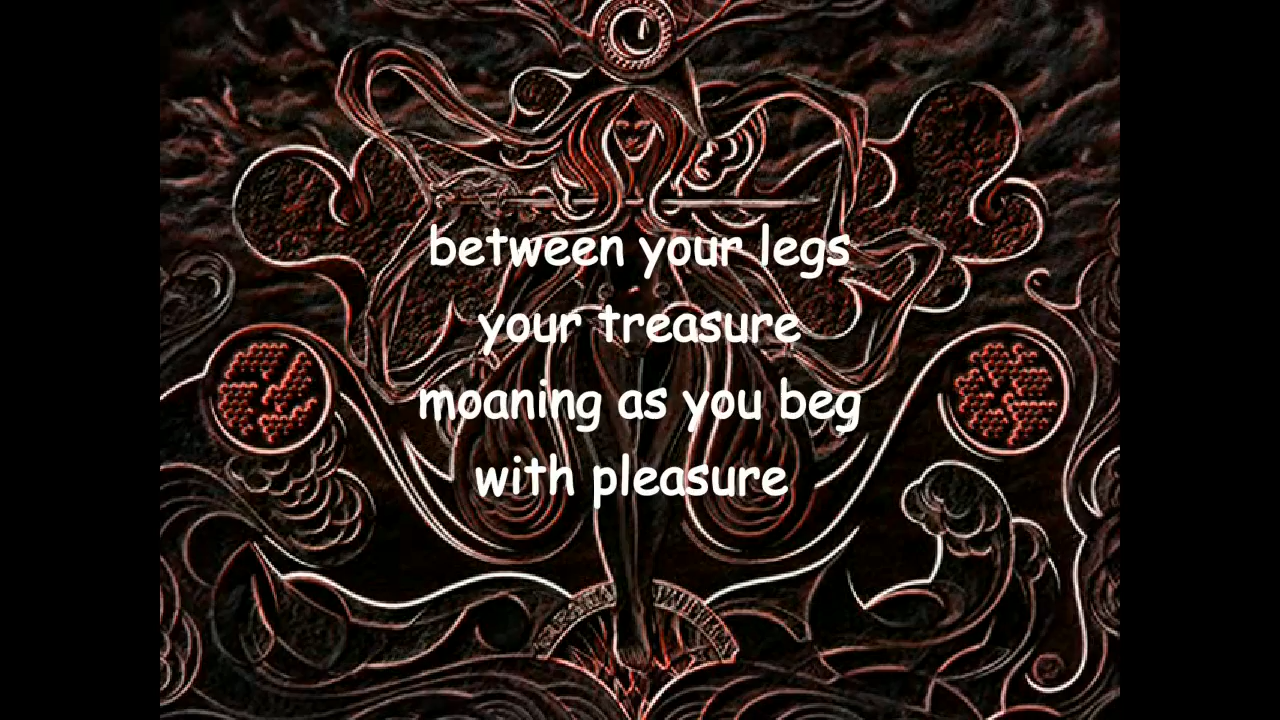 between your legs
your treasure
moaning as you beg
with pleasure